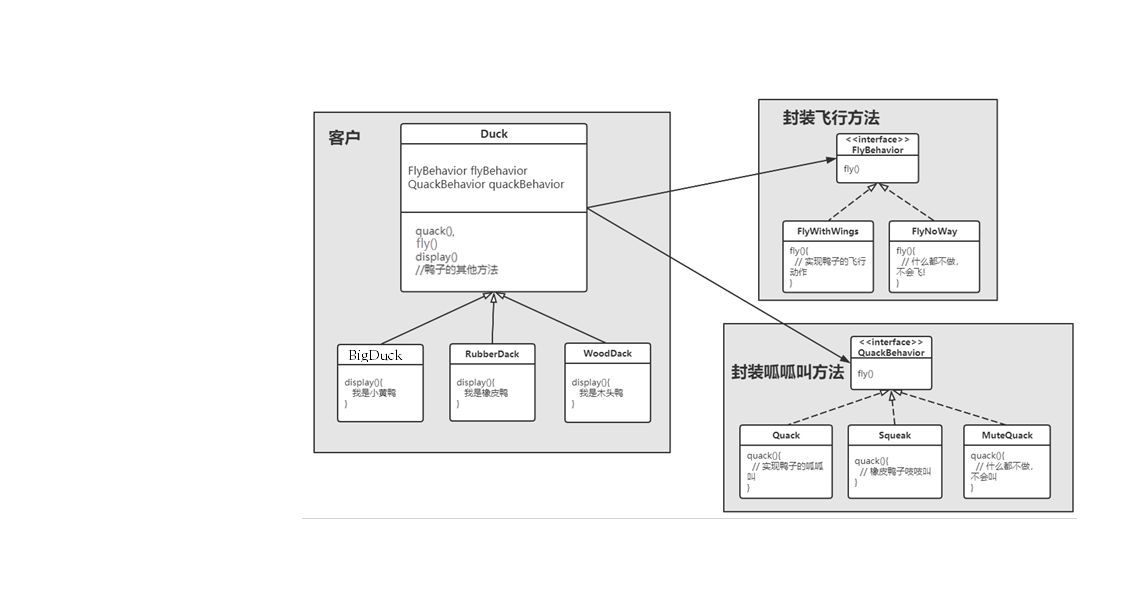 客户
Duck
FlyBehavior flyBehavior
QuackBehavior quackBehavior
quack(),
fly()
display()
//鸭子的其他方法
BigDuck
display(){
我是小黄鸭
}
RubberDack
display(){
我是橡皮鸭
}
WoodDack
display(){
我是木头鸭
}
封装飞行方法
<<interface>>
FlyBehavior
fly()
FlyWithWings
fly(){
// 实现鸭子的飞行
动作
}
FlyNoWay
fly(){
// 什么都不做，
不会飞!
}
封装呱呱叫方法
<<interface>>
QuackBehavior
fly()
Quack
quack(){
// 实现鸭子的呱呱
叫
}
Squeak
quack(){
// 橡皮鸭子吱吱叫
}
MuteQuack
quack(){
// 什么都不做，
不会叫
}